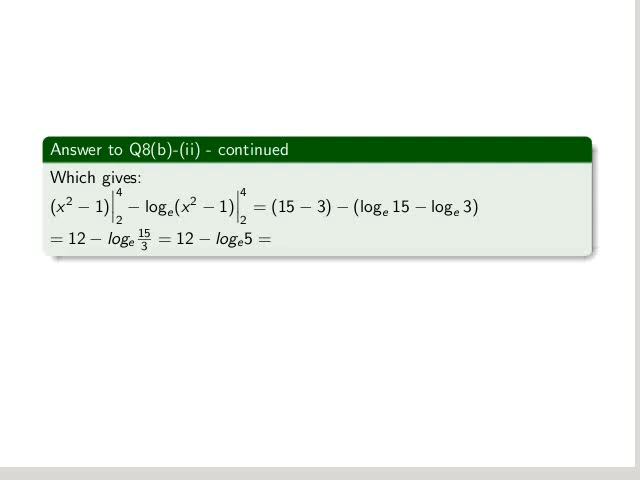 Answer to Q8(b)-(ii) - continued
Which gives:
(x² − 1)|₂⁴ − logₑ(x² − 1)|₂⁴ = (15 − 3) − (logₑ 15 − logₑ 3)
= 12 − logₑ 15/3 = 12 − logₑ5 =